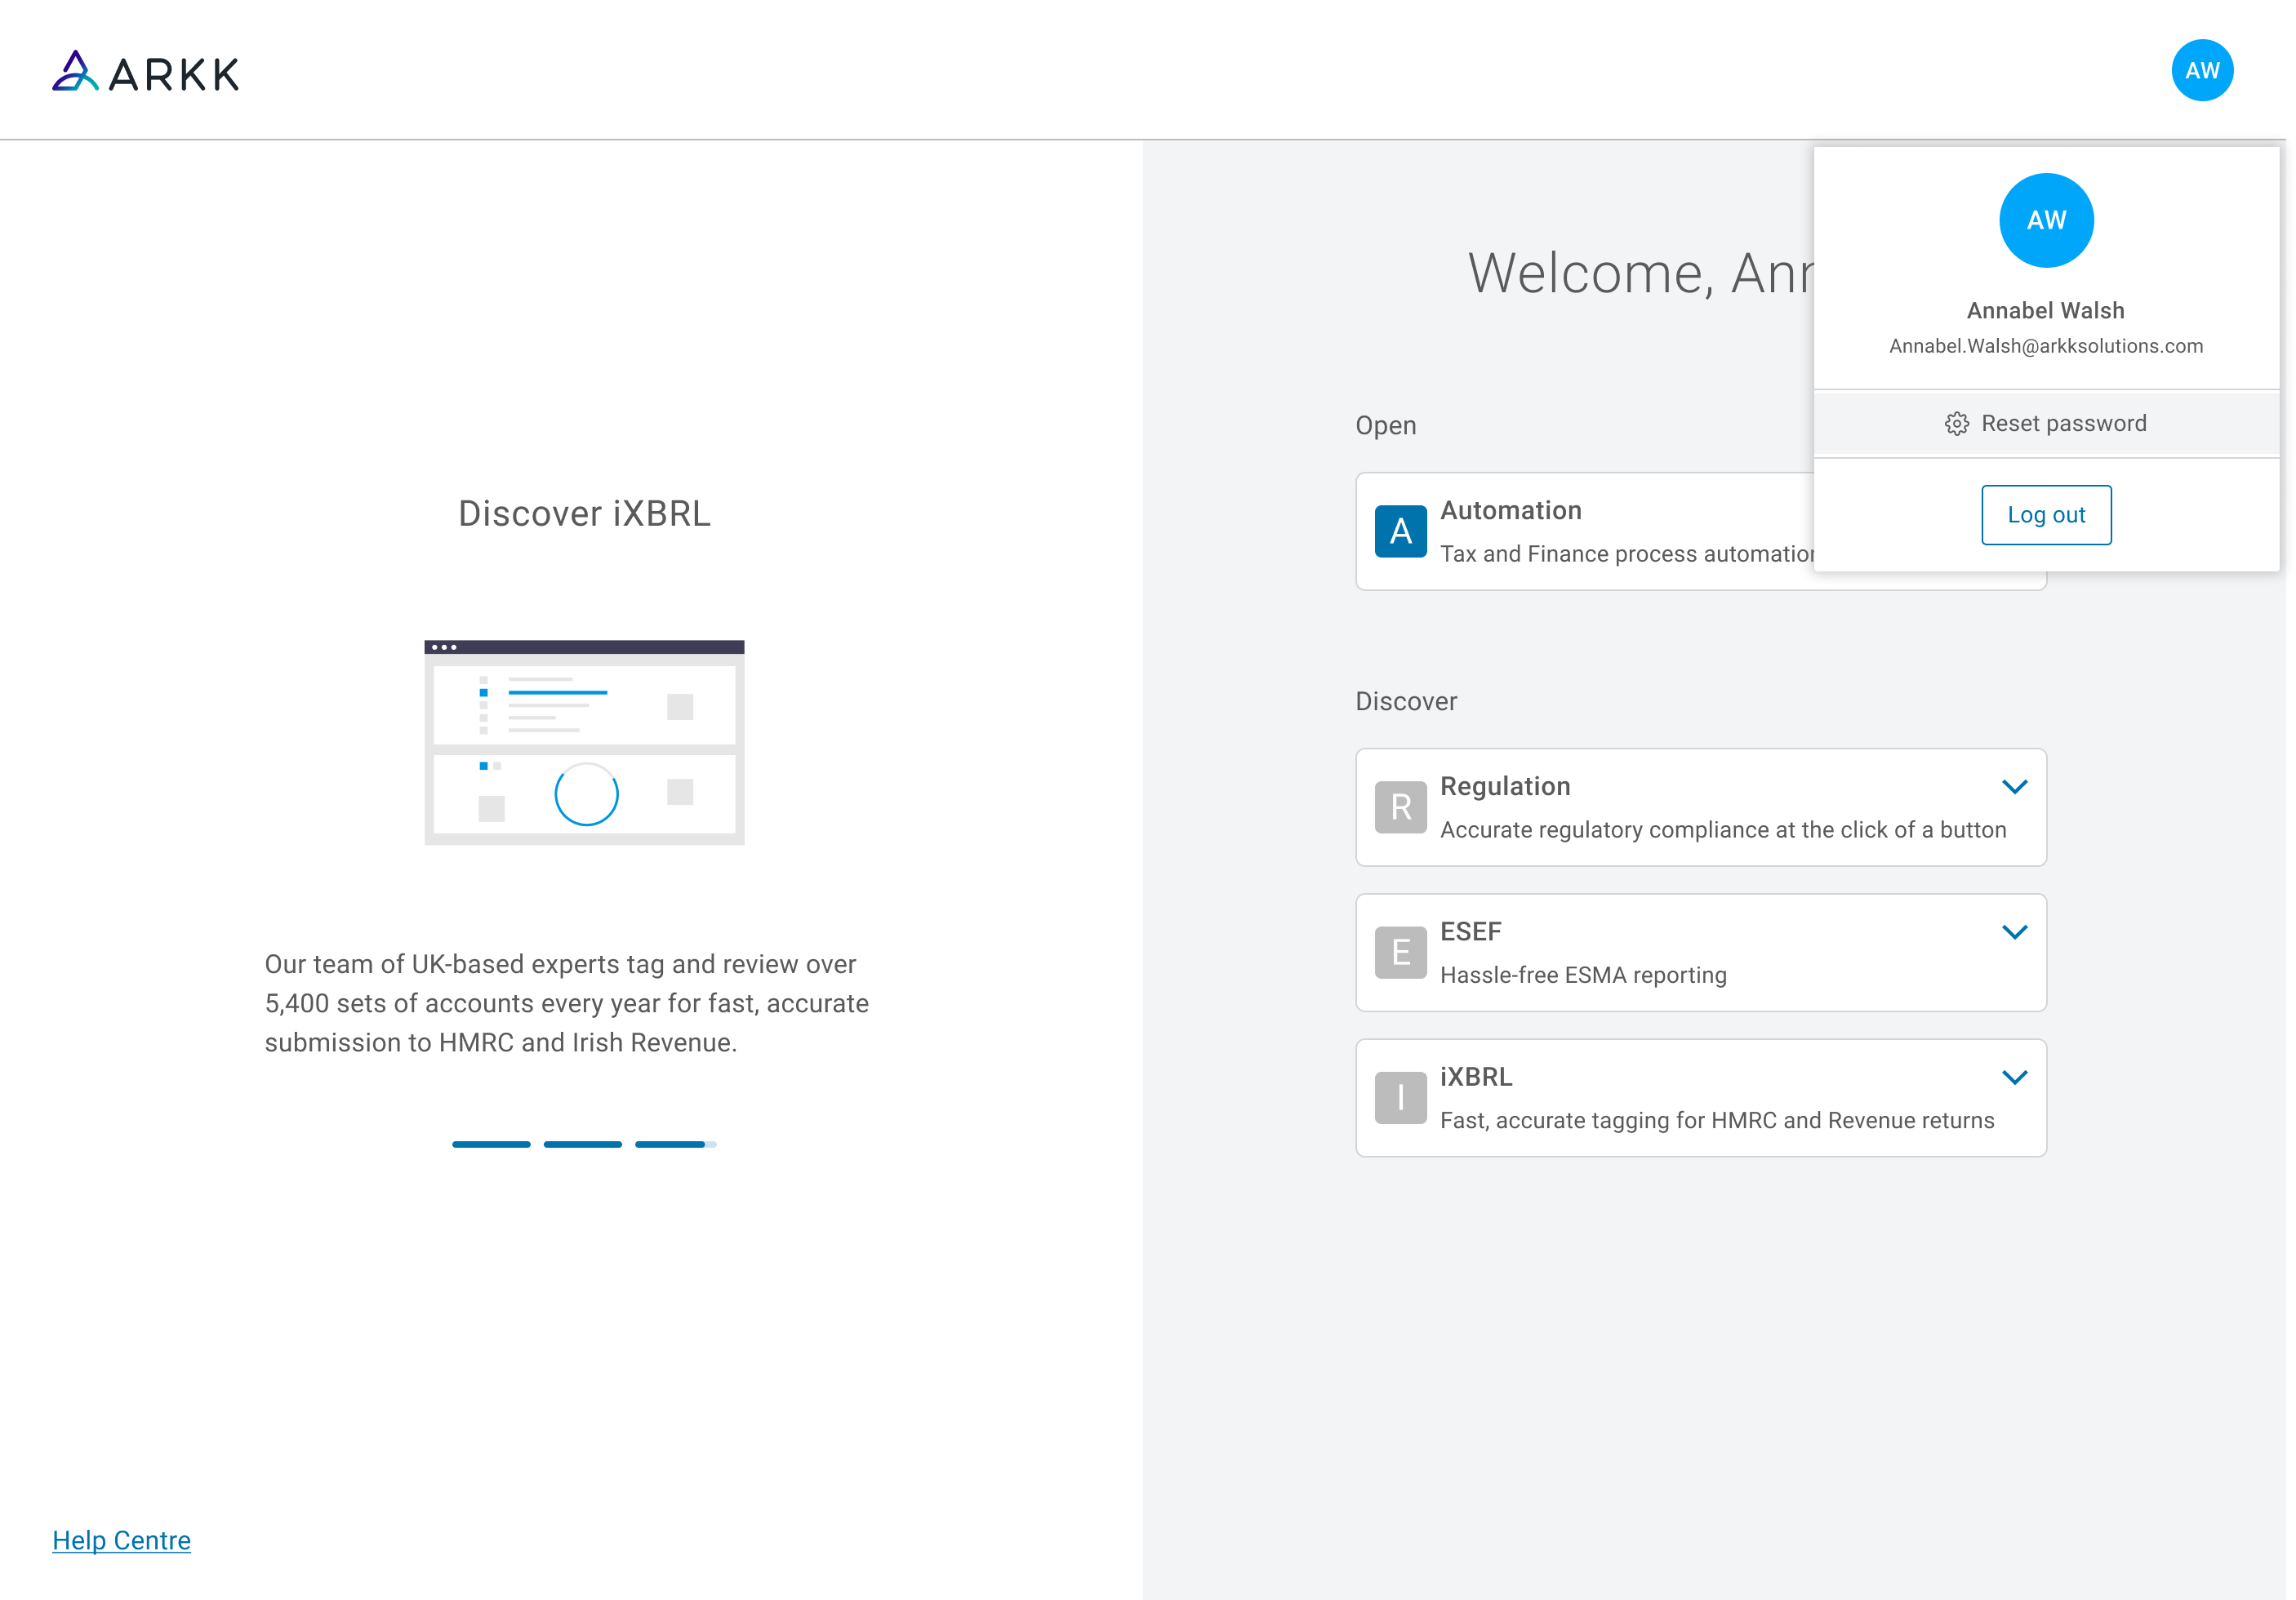 ARKK
AW
Discover iXBRL
Our team of UK-based experts tag and review over
5,400 sets of accounts every year for fast, accurate
submission to HMRC and Irish Revenue.
Help Centre
Welcome,
Open
A
Automation
Tax and Finance process
Discover
R
Regulation
Accurate regulatory compliance at the click of a button
E
ESEF
Hassle-free ESMA reporting
I
iXBRL
Fast, accurate tagging for HMRC and Revenue returns
AW
Annabel Walsh
Annabel.Walsh@arkksolutions.com
Reset password
Log out